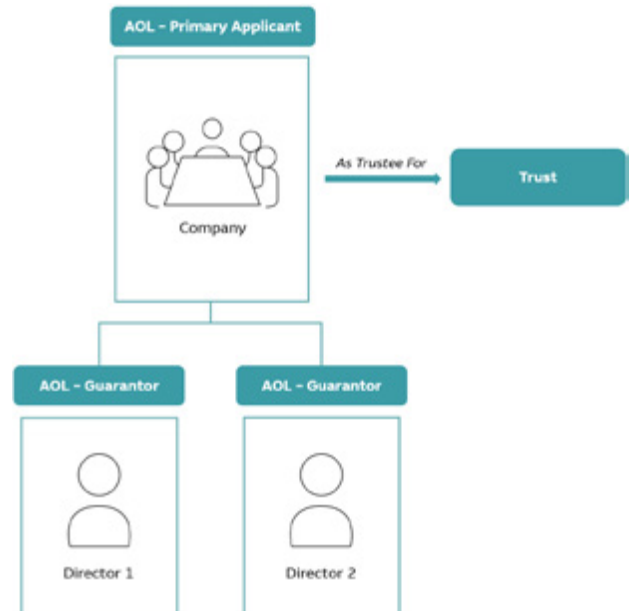 AOL – Primary Applicant
As Trustee For
Trust
Company
AOL – Guarantor
AOL – Guarantor
Director 1
Director 2